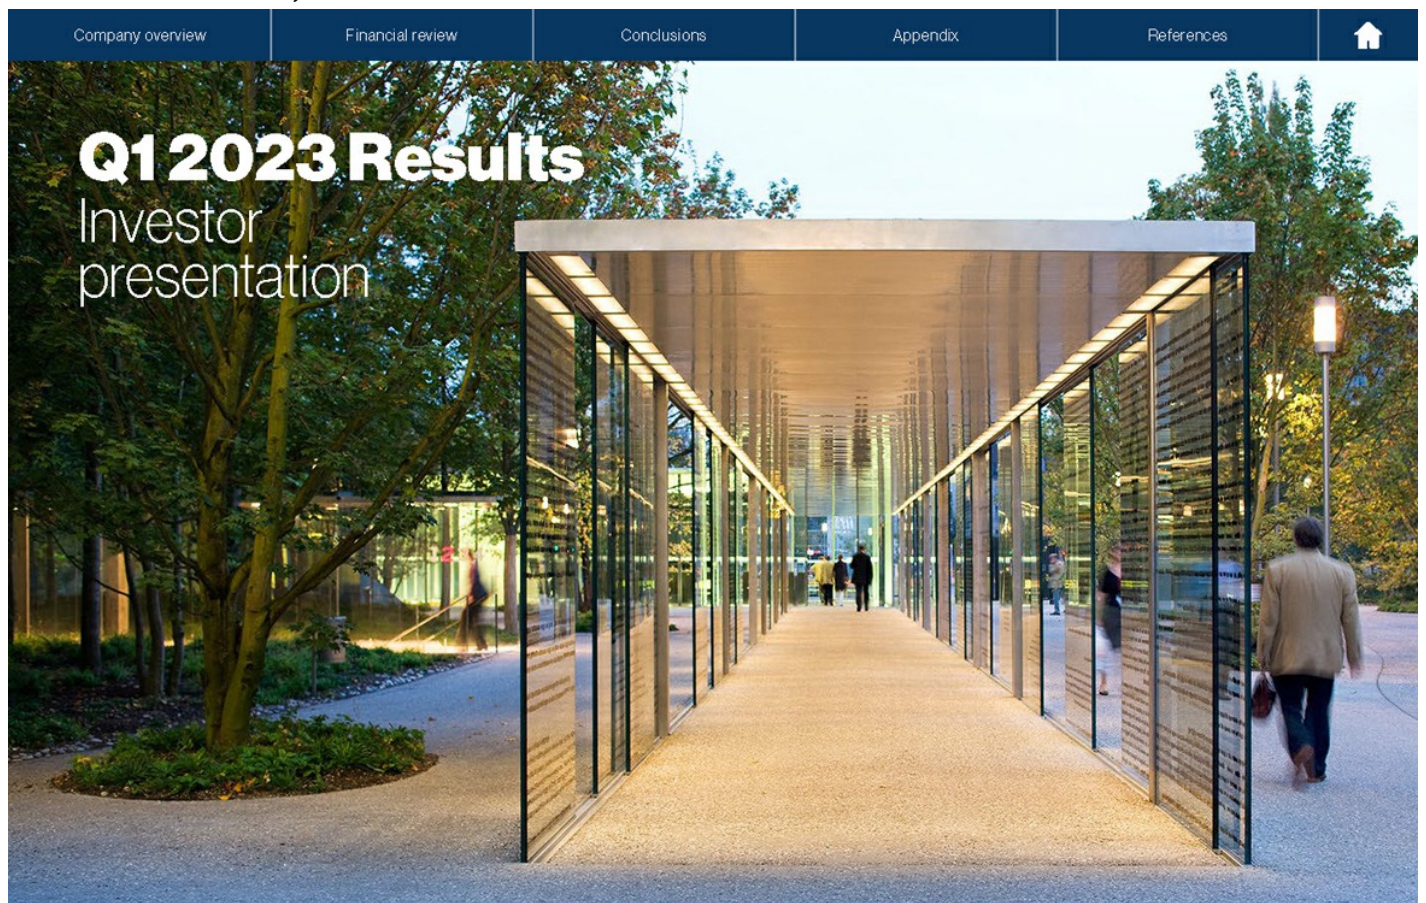 Company overview
Financial review
Conclusions
Appendix
References
Q1 2023 Results
Investor
presentation